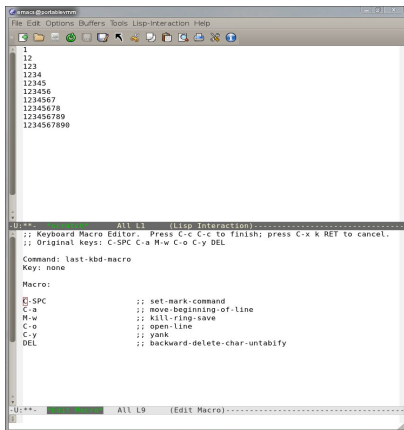 emacs@portablevmm
File Edit Options Buffers Tools Lisp-Interaction Help
1
12
123
1234
12345
123456
1234567
12345678
123456789
1234567890
-U:**- All L1 (Lisp Interaction)--------------------------------
;; Keyboard Macro Editor. Press C-c C-c to finish; press C-x k RET to cancel.
;; Original keys: C-SPC C-a M-w C-o C-y DEL
Command: last-kbd-macro
Key: none
Macro:
C-SPC ;; set-mark-command
C-a ;; move-beginning-of-line
M-w ;; kill-ring-save
C-o ;; open-line
C-y ;; yank
DEL ;; backward-delete-char-untabify
-U:**- All L9 (Edit Macro)--------------------------------------